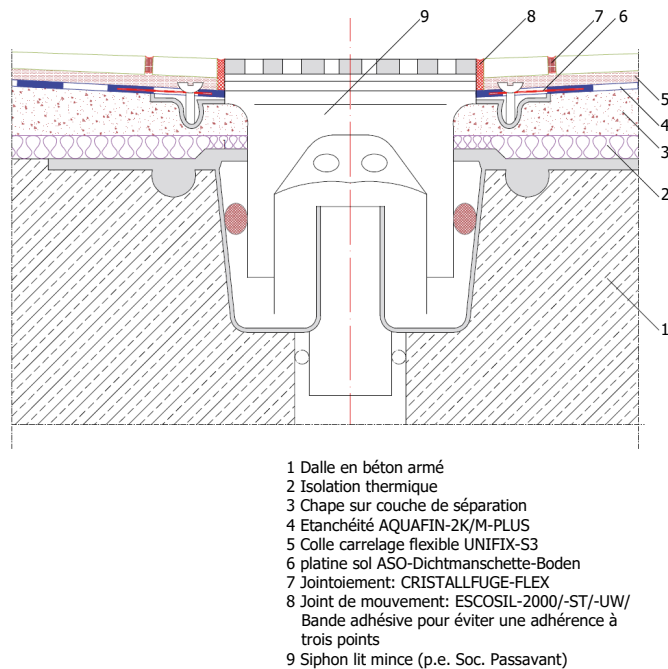 9
8
7
6
5
4
3
2
1
1 Dalle en béton armé
2 Isolation thermique
3 Chape sur couche de séparation
4 Etanchéité AQUAFIN-2K/M-PLUS
5 Colle carrelage flexible UNIFIX-S3
6 platine sol ASO-Dichtmanschette-Boden
7 Jointoiement: CRISTALLFUGE-FLEX
8 Joint de mouvement: ESCOSIL-2000/-ST/-UW/
Bande adhésive pour éviter une adhérence à
trois points
9 Siphon lit mince (p.e. Soc. Passavant)